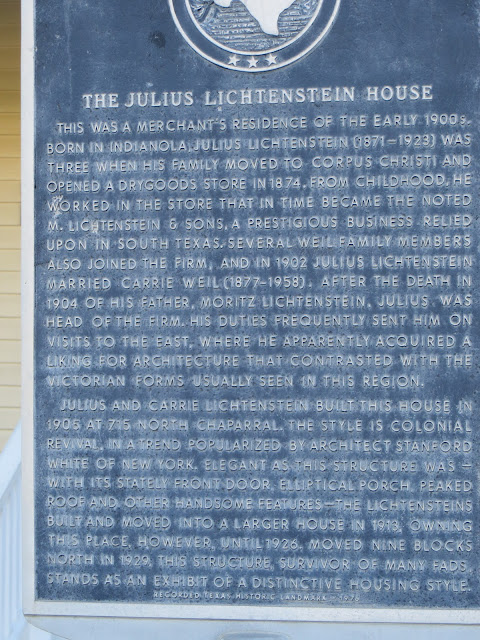 THE JULIUS LICHTENSTEIN HOUSE
THIS WAS A MERCHANT'S RESIDENCE OF THE EARLY 1900s.
BORN IN INDIANOLA, JULIUS LICHTENSTEIN (1871–1923) WAS
THREE WHEN HIS FAMILY MOVED TO CORPUS CHRISTI AND
OPENED A DRYGOODS STORE IN 1874. FROM CHILDHOOD, HE
WORKED IN THE STORE THAT IN TIME BECAME THE NOTED
M. LICHTENSTEIN & SONS, A PRESTIGIOUS BUSINESS RELIED
UPON IN SOUTH TEXAS. SEVERAL WEIL FAMILY MEMBERS
ALSO JOINED THE FIRM, AND IN 1902 JULIUS LICHTENSTEIN
MARRIED CARRIE WEIL (1877–1958). AFTER THE DEATH IN
1904 OF HIS FATHER, MORITZ LICHTENSTEIN, JULIUS WAS
HEAD OF THE FIRM. HIS DUTIES FREQUENTLY SENT HIM ON
VISITS TO THE EAST, WHERE HE APPARENTLY ACQUIRED A
LIKING FOR ARCHITECTURE THAT CONTRASTED WITH THE
VICTORIAN FORMS USUALLY SEEN IN THIS REGION.
JULIUS AND CARRIE LICHTENSTEIN BUILT THIS HOUSE IN
1905 AT 715 NORTH CHAPARRAL. THE STYLE IS COLONIAL
REVIVAL, IN A TREND POPULARIZED BY ARCHITECT STANFORD
WHITE OF NEW YORK. ELEGANT AS THIS STRUCTURE WAS —
WITH ITS STATELY FRONT DOOR, ELLIPTICAL PORCH, PEAKED
ROOF AND OTHER HANDSOME FEATURES—THE LICHTENSTEINS
BUILT AND MOVED INTO A LARGER HOUSE IN 1913, OWNING
THIS PLACE, HOWEVER, UNTIL 1926. MOVED NINE BLOCKS
NORTH IN 1929, THIS STRUCTURE, SURVIVOR OF MANY FADS,
STANDS AS AN EXHIBIT OF A DISTINCTIVE HOUSING STYLE.
RECORDED TEXAS HISTORIC LANDMARK –